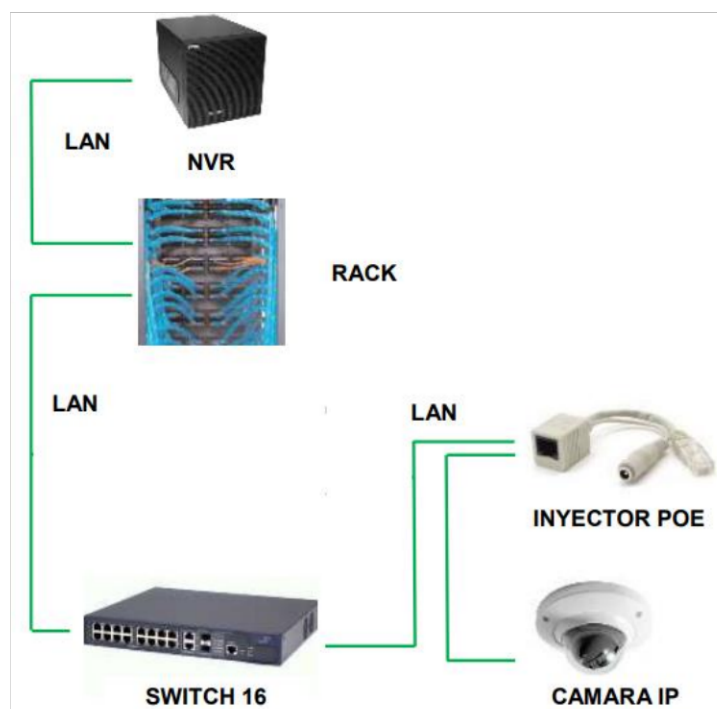 LAN
NVR
RACK
LAN
LAN
INYECTOR POE
SWITCH 16
CAMARA IP